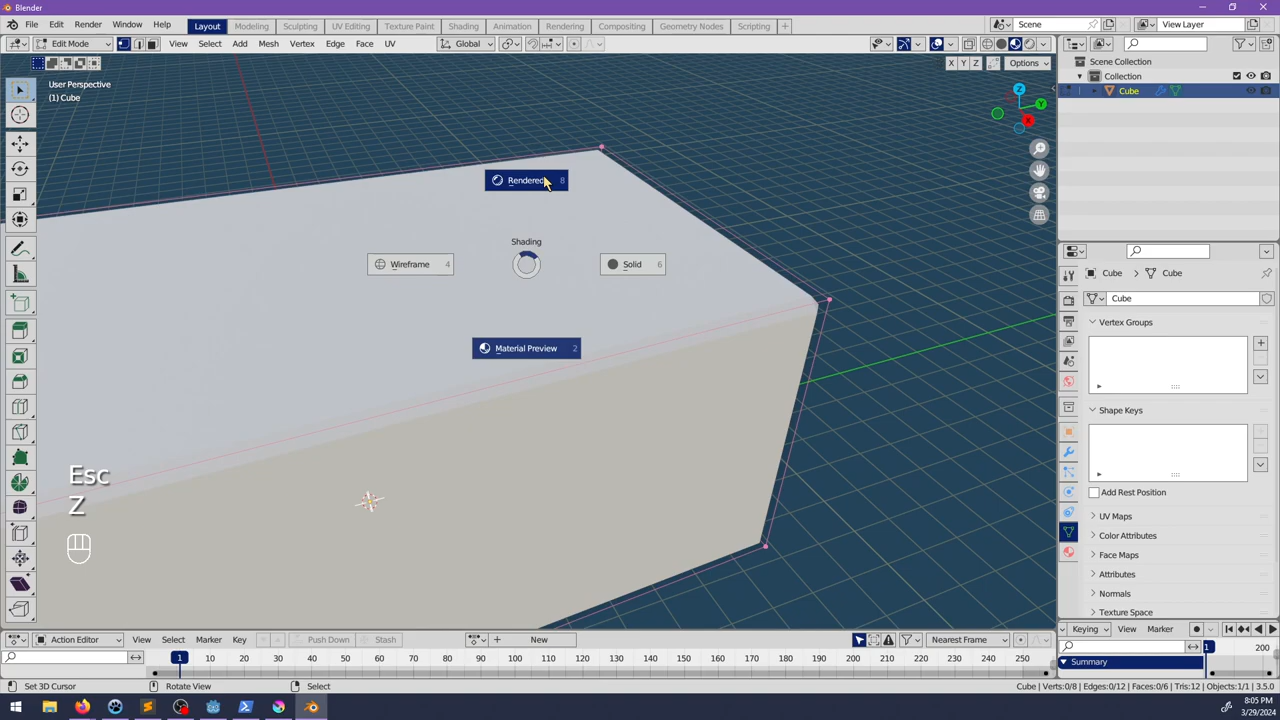 Blender
File Edit Render Window Help Layout Modeling Sculpting UV Editing Texture Paint Shading Animation Rendering Compositing Geometry Nodes Scripting + Scene View Layer
Edit Mode View Select Add Mesh Vertex Edge Face UV Global
X Y Z Options
User Perspective
(1) Cube
Scene Collection
Collection
Cube
Z
Y
X
Rendered 8
Shading
Wireframe 4
Solid 6
Material Preview 2
Esc
Z
Cube Cube
Cube
Vertex Groups
Shape Keys
Add Rest Position
UV Maps
Color Attributes
Face Maps
Attributes
Normals
Texture Space
Action Editor View Select Marker Key Push Down Stash New Nearest Frame
Keying View Marker
1 10 20 30 40 50 60 70 80 90 100 110 120 130 140 150 160 170 180 190 200 210 220 230 240 250
1 200
Summary
Set 3D Cursor Rotate View Select Cube | Verts:0/8 | Edges:0/12 | Faces:0/6 | Tris:12 | Objects:1/1 | 3.5.0
8:05 PM
3/29/2024